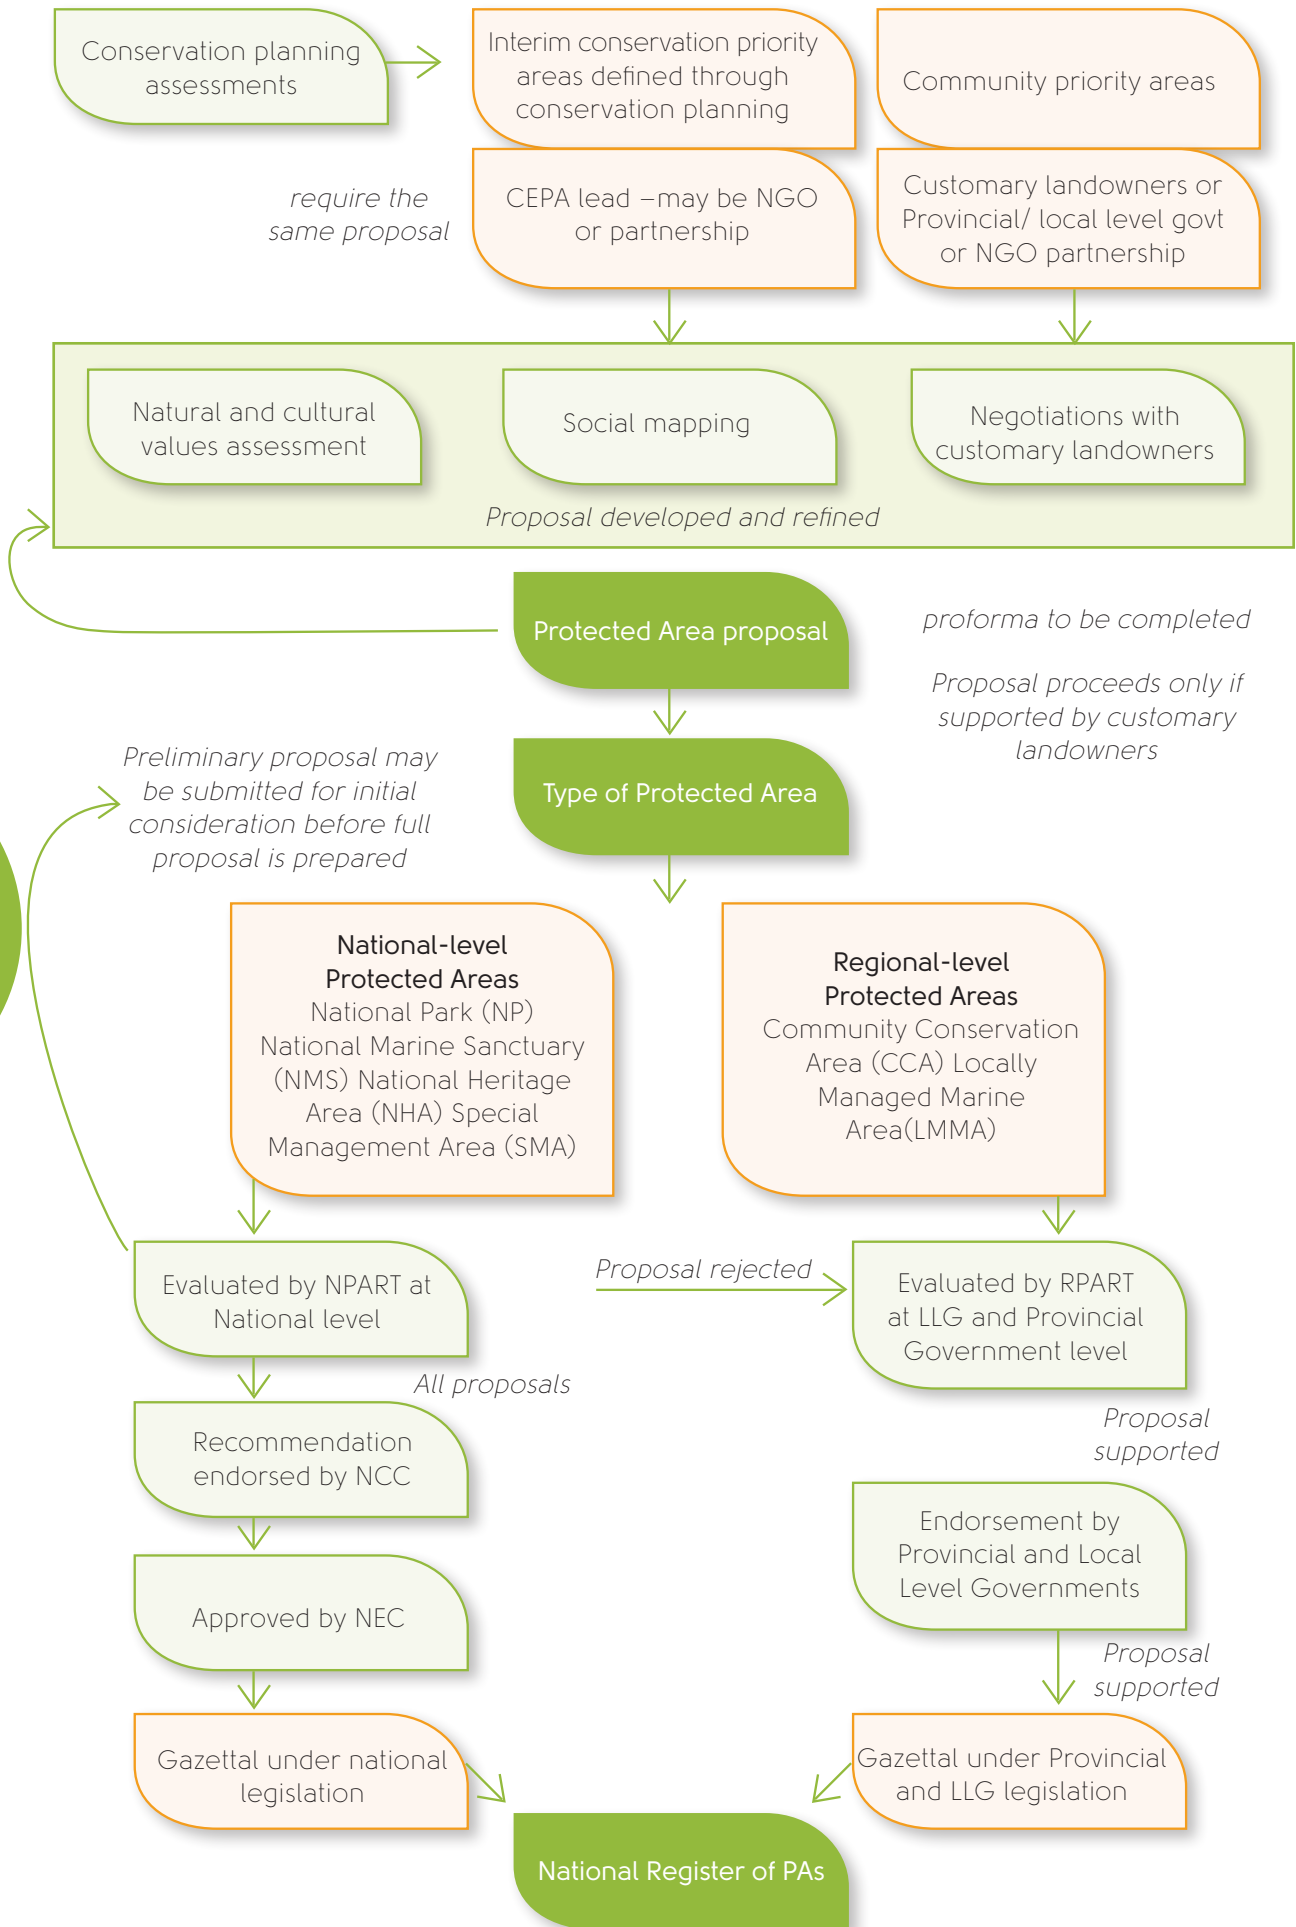 Conservation planning
assessments
Interim conservation priority
areas defined through
conservation planning
Community priority areas
require the
same proposal
CEPA lead –may be NGO
or partnership
Customary landowners or
Provincial/ local level govt
or NGO partnership
Natural and cultural
values assessment
Social mapping
Negotiations with
customary landowners
Proposal developed and refined
Protected Area proposal
proforma to be completed
Proposal proceeds only if
supported by customary
landowners
Preliminary proposal may
be submitted for initial
consideration before full
proposal is prepared
Type of Protected Area
National-level
Protected Areas
National Park (NP)
National Marine Sanctuary
(NMS) National Heritage
Area (NHA) Special
Management Area (SMA)
Regional-level
Protected Areas
Community Conservation
Area (CCA) Locally
Managed Marine
Area(LMMA)
Evaluated by NPART at
National level
Proposal rejected
Evaluated by RPART
at LLG and Provincial
Government level
All proposals
Proposal
supported
Recommendation
endorsed by NCC
Endorsement by
Provincial and Local
Level Governments
Approved by NEC
Proposal
supported
Gazettal under national
legislation
Gazettal under Provincial
and LLG legislation
National Register of PAs